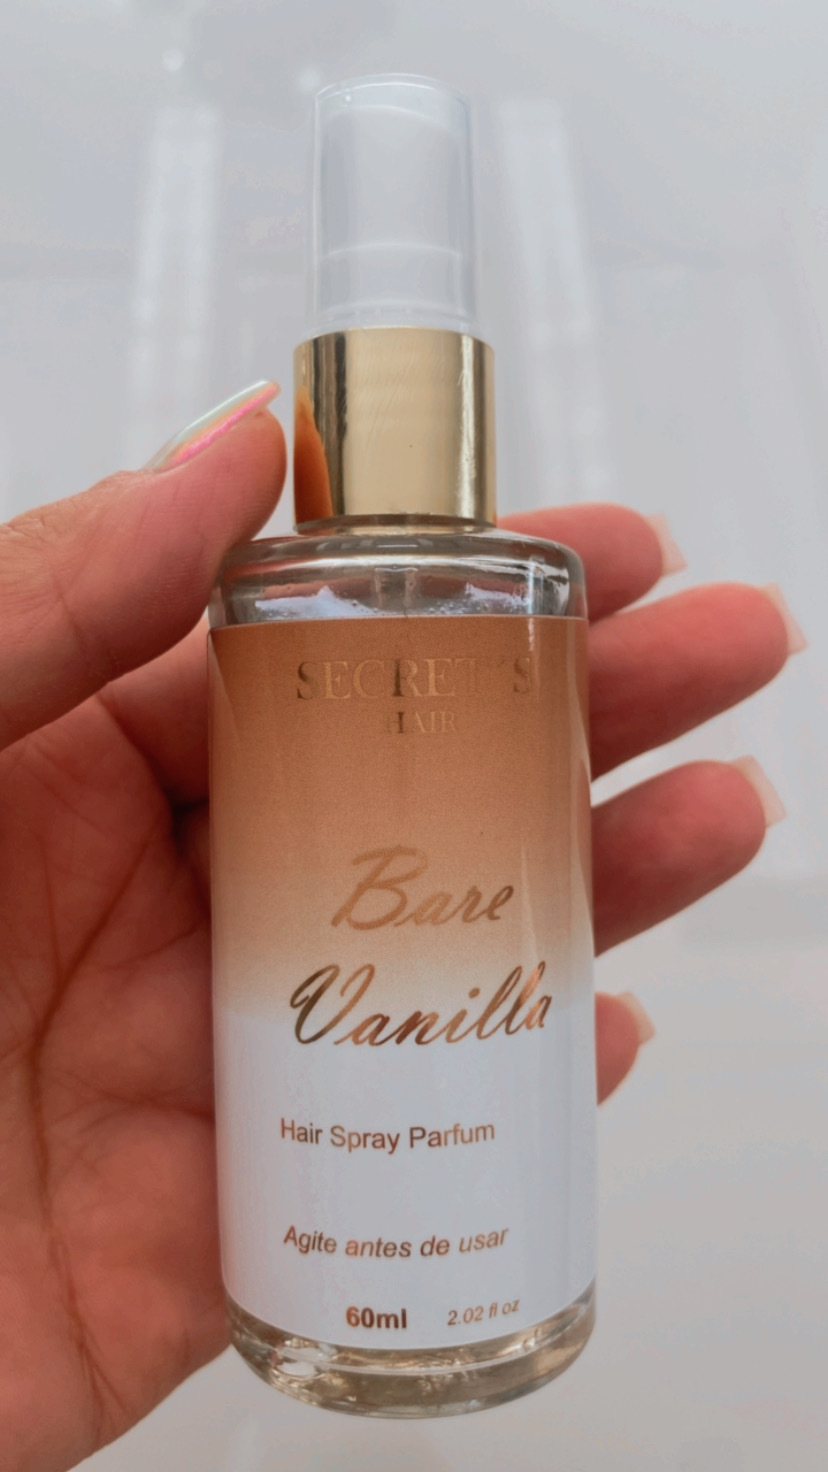 SECRET'S
HAIR
Bare
Vanilla
Hair Spray Parfum
Agite antes de usar
60ml 2.02 fl oz